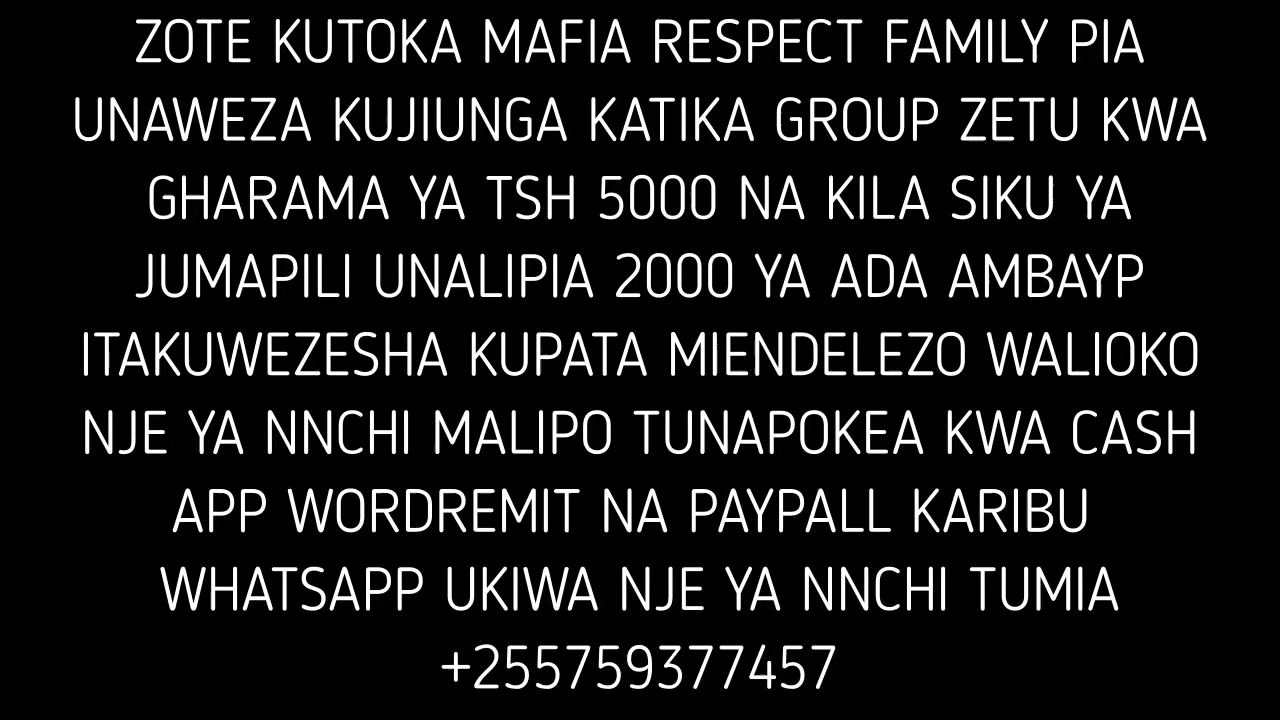 ZOTE KUTOKA MAFIA RESPECT FAMILY PIA
UNAWEZA KUJIUNGA KATIKA GROUP ZETU KWA
GHARAMA YA TSH 5000 NA KILA SIKU YA
JUMAPILI UNALIPIA 2000 YA ADA AMBAYP
ITAKUWEZESHA KUPATA MIENDELEZO WALIOKO
NJE YA NNCHI MALIPO TUNAPOKEA KWA CASH
APP WORDREMIT NA PAYPALL KARIBU
WHATSAPP UKIWA NJE YA NNCHI TUMIA
+255759377457